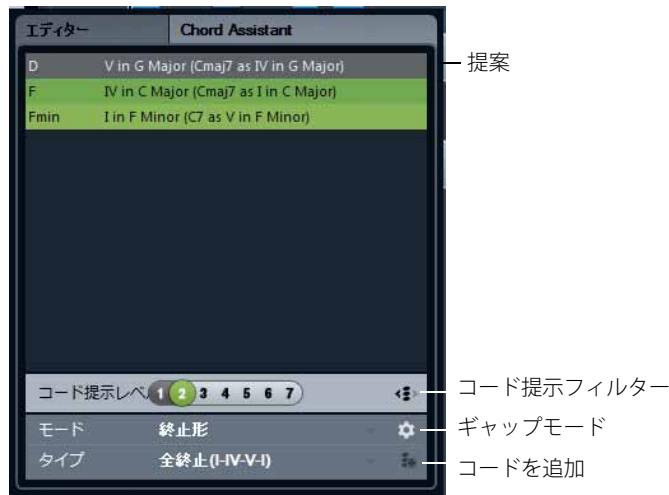 エディター Chord Assistant
D V in G Major (Cmaj7 as IV in G Major)
提案
F IV in C Major (Cmaj7 as I in C Major)
Fmin I in F Minor (C7 as V in F Minor)
コード提示レベ 1 2 3 4 5 6 7
コード提示フィルター
モード 終止形
ギャップモード
タイプ 全終止(I-IV-V-I)
コードを追加